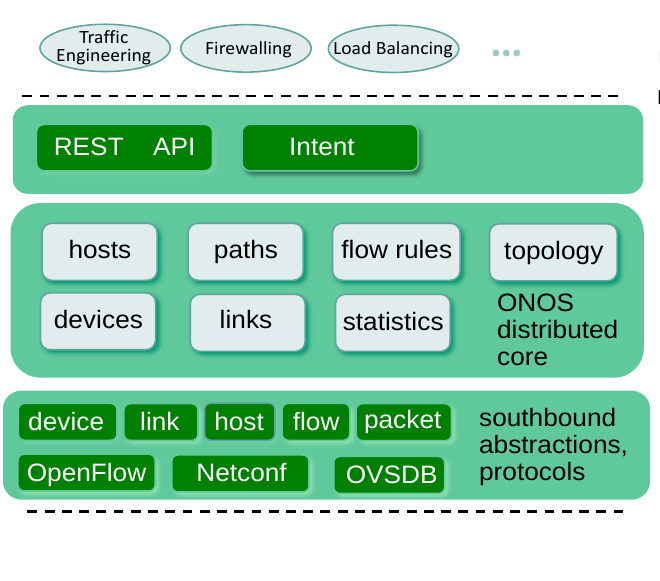 Traffic
Engineering
Firewalling
Load Balancing
REST API
Intent
hosts
paths
flow rules
topology
devices
links
statistics
ONOS
distributed
core
device
link
host
flow
packet
southbound
abstractions,
protocols
OpenFlow
Netconf
OVSDB